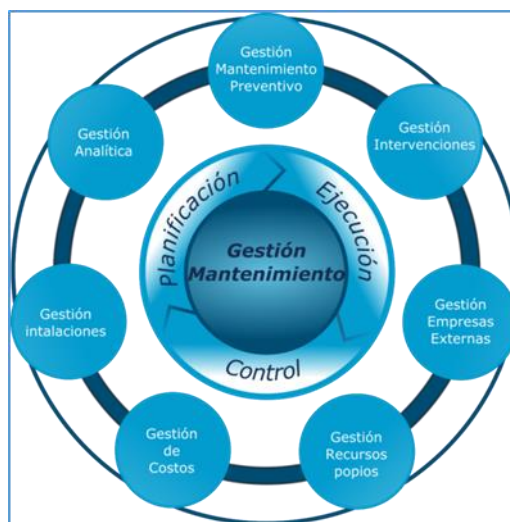 Gestión
Mantenimiento
Preventivo
Gestión
Intervenciones
Gestión
Empresas
Externas
Gestión
Recursos
popios
Gestión
de
Costos
Gestión
intalaciones
Gestión
Analítica
Planificación
Ejecución
Control
Gestión
Mantenimiento